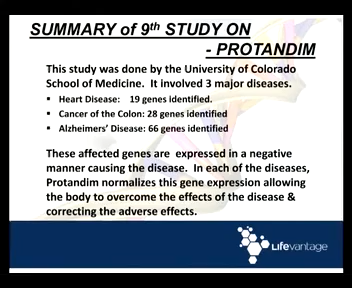 SUMMARY of 9th STUDY ON
- PROTANDIM
This study was done by the University of Colorado
School of Medicine. It involved 3 major diseases.
▪ Heart Disease: 19 genes identified.
▪ Cancer of the Colon: 28 genes identified
▪ Alzheimers' Disease: 66 genes identified
These affected genes are expressed in a negative
manner causing the disease. In each of the diseases,
Protandim normalizes this gene expression allowing
the body to overcome the effects of the disease &
correcting the adverse effects.
Lifevantage